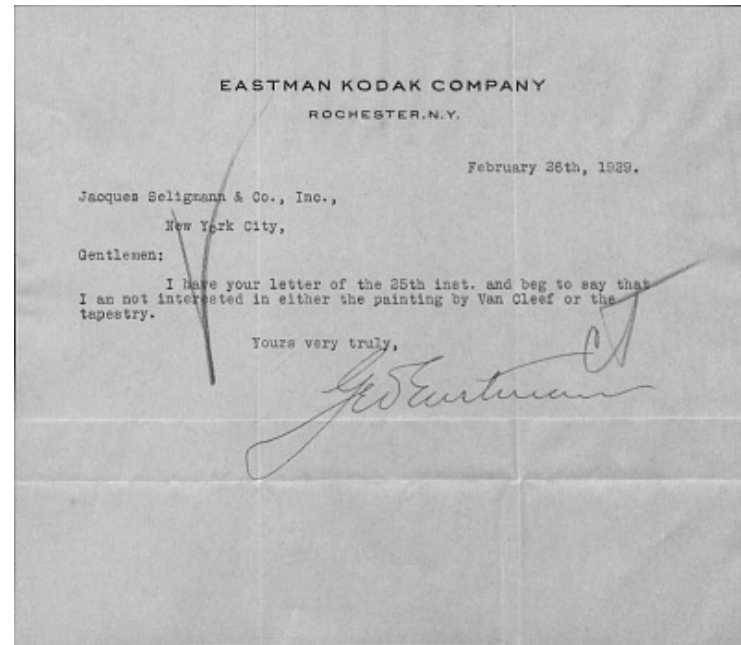 EASTMAN KODAK COMPANY
ROCHESTER, N.Y.
February 26th, 1929.
Jacques Seligmann & Co., Inc.,
New York City,
Gentlemen:
I have your letter of the 25th inst. and beg to say that
I am not interested in either the painting by Van Cleef or the
tapestry.
Yours very truly,
Geo Eastman